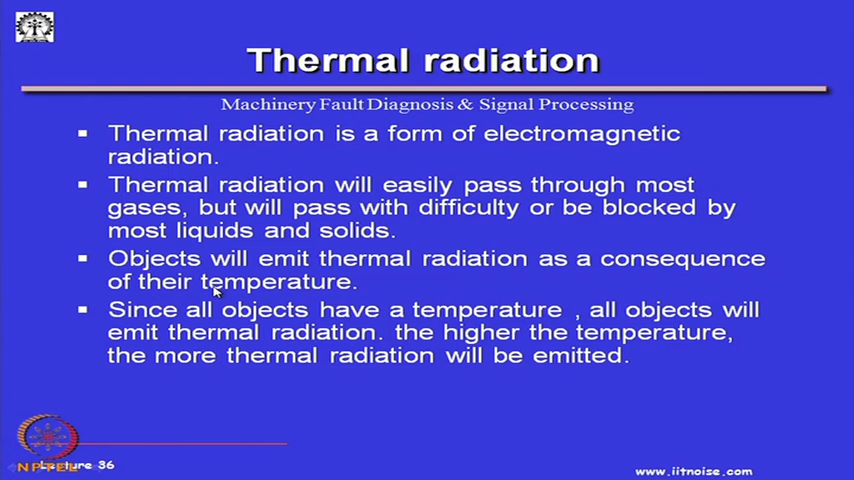 Thermal radiation
Machinery Fault Diagnosis & Signal Processing
Thermal radiation is a form of electromagnetic
radiation.
Thermal radiation will easily pass through most
gases, but will pass with difficulty or be blocked by
most liquids and solids.
Objects will emit thermal radiation as a consequence
of their temperature.
Since all objects have a temperature , all objects will
emit thermal radiation. the higher the temperature,
the more thermal radiation will be emitted.
NPTEL Lecture 36
www.iitnoise.com